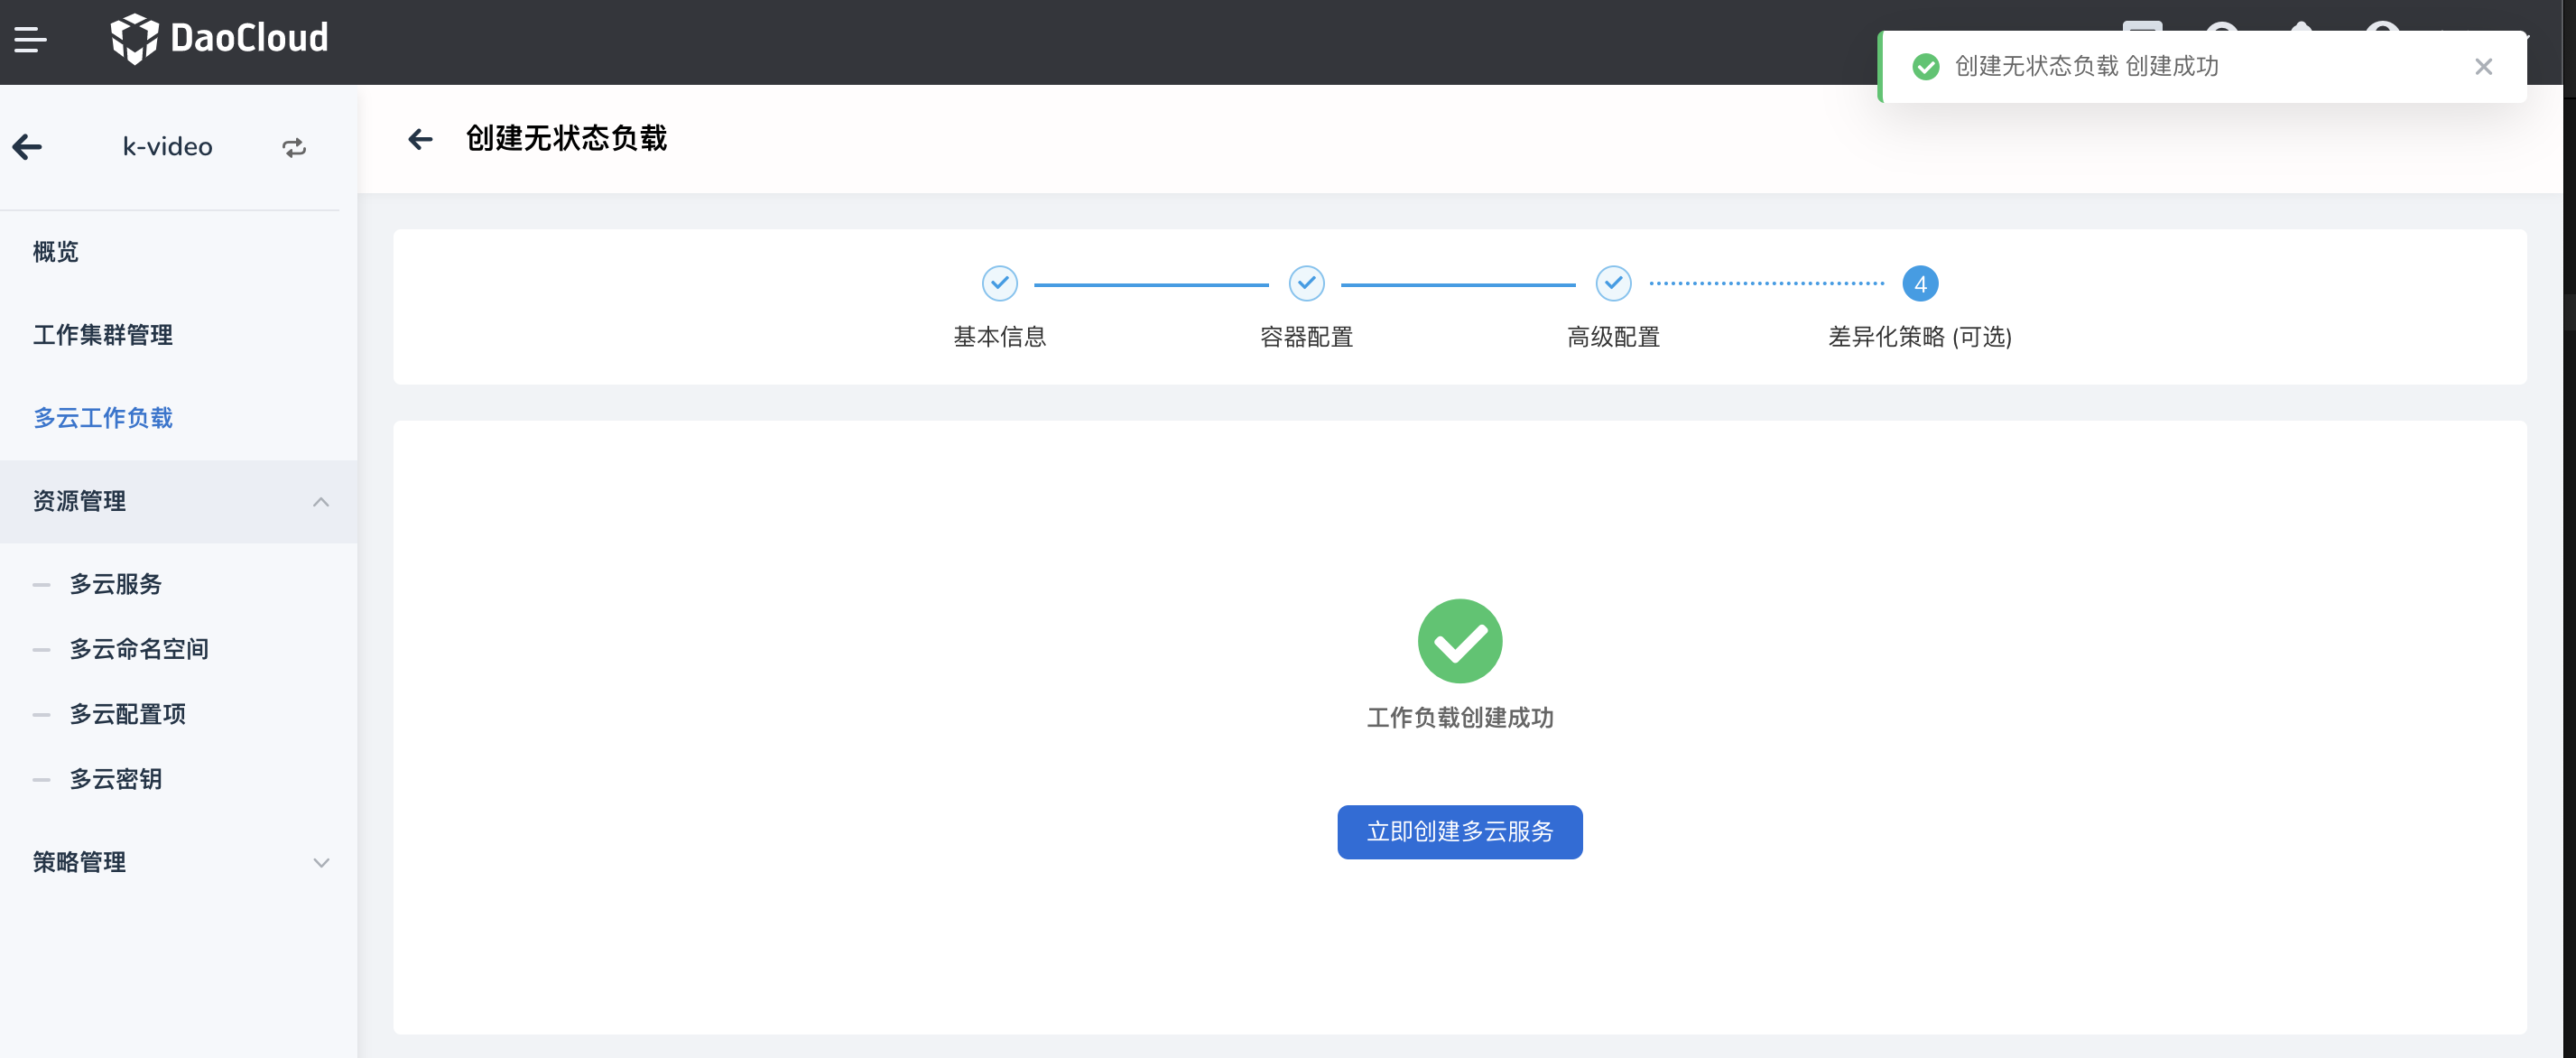 DaoCloud
创建无状态负载 创建成功
k-video
创建无状态负载
概览
工作集群管理
多云工作负载
资源管理
多云服务
多云命名空间
多云配置项
多云密钥
策略管理
4
基本信息
容器配置
高级配置
差异化策略 (可选)
工作负载创建成功
立即创建多云服务